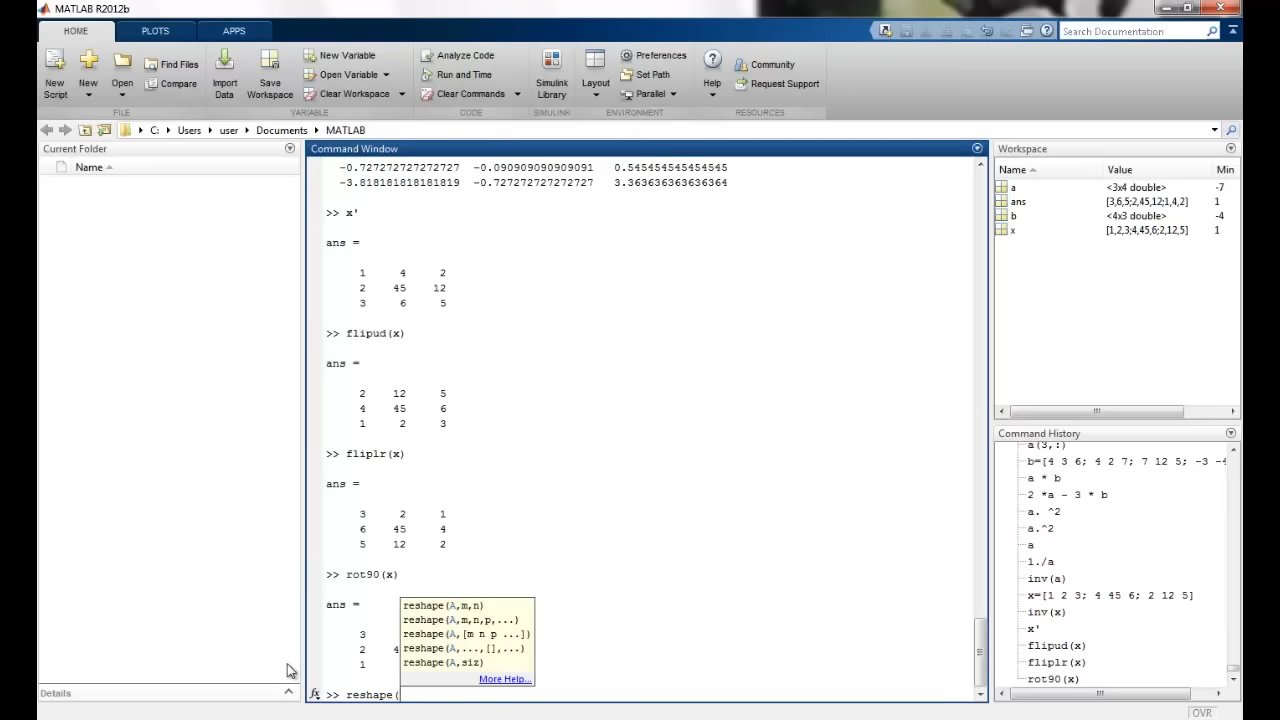 MATLAB R2012b
HOME PLOTS APPS
Search Documentation
New Script
New
Open
Find Files
Compare
Import Data
Save Workspace
New Variable
Open Variable
Clear Workspace
Analyze Code
Run and Time
Clear Commands
Simulink Library
Layout
Preferences
Set Path
Parallel
Help
Community
Request Support
FILE VARIABLE CODE SIMULINK ENVIRONMENT RESOURCES
C: Users user Documents MATLAB
Current Folder
Name
Details
Command Window
-0.727272727272727 -0.090909090909091 0.545454545454545
-3.818181818181819 -0.727272727272727 3.363636363636364
>> x'
ans =
1 4 2
2 45 12
3 6 5
>> flipud(x)
ans =
2 12 5
4 45 6
1 2 3
>> fliplr(x)
ans =
3 2 1
6 45 4
5 12 2
>> rot90(x)
ans =
3
2 4
1
reshape(A,m,n)
reshape(A,m,n,p,...)
reshape(A,[m n p ...])
reshape(A,...,[],...)
reshape(A,siz)
More Help...
fx >> reshape(
Workspace
Name Value Min
a <3x4 double> -7
ans [3,6,5;2,45,12;1,4,2] 1
b <4x3 double> -4
x [1,2,3;4,45,6;2,12,5] 1
Command History
a(3,:)
b=[4 3 6; 4 2 7; 7 12 5; -3 -4
a * b
2 *a - 3 * b
a. ^2
a.^2
a
1./a
inv(a)
x=[1 2 3; 4 45 6; 2 12 5]
inv(x)
x'
flipud(x)
fliplr(x)
rot90(x)
OVR